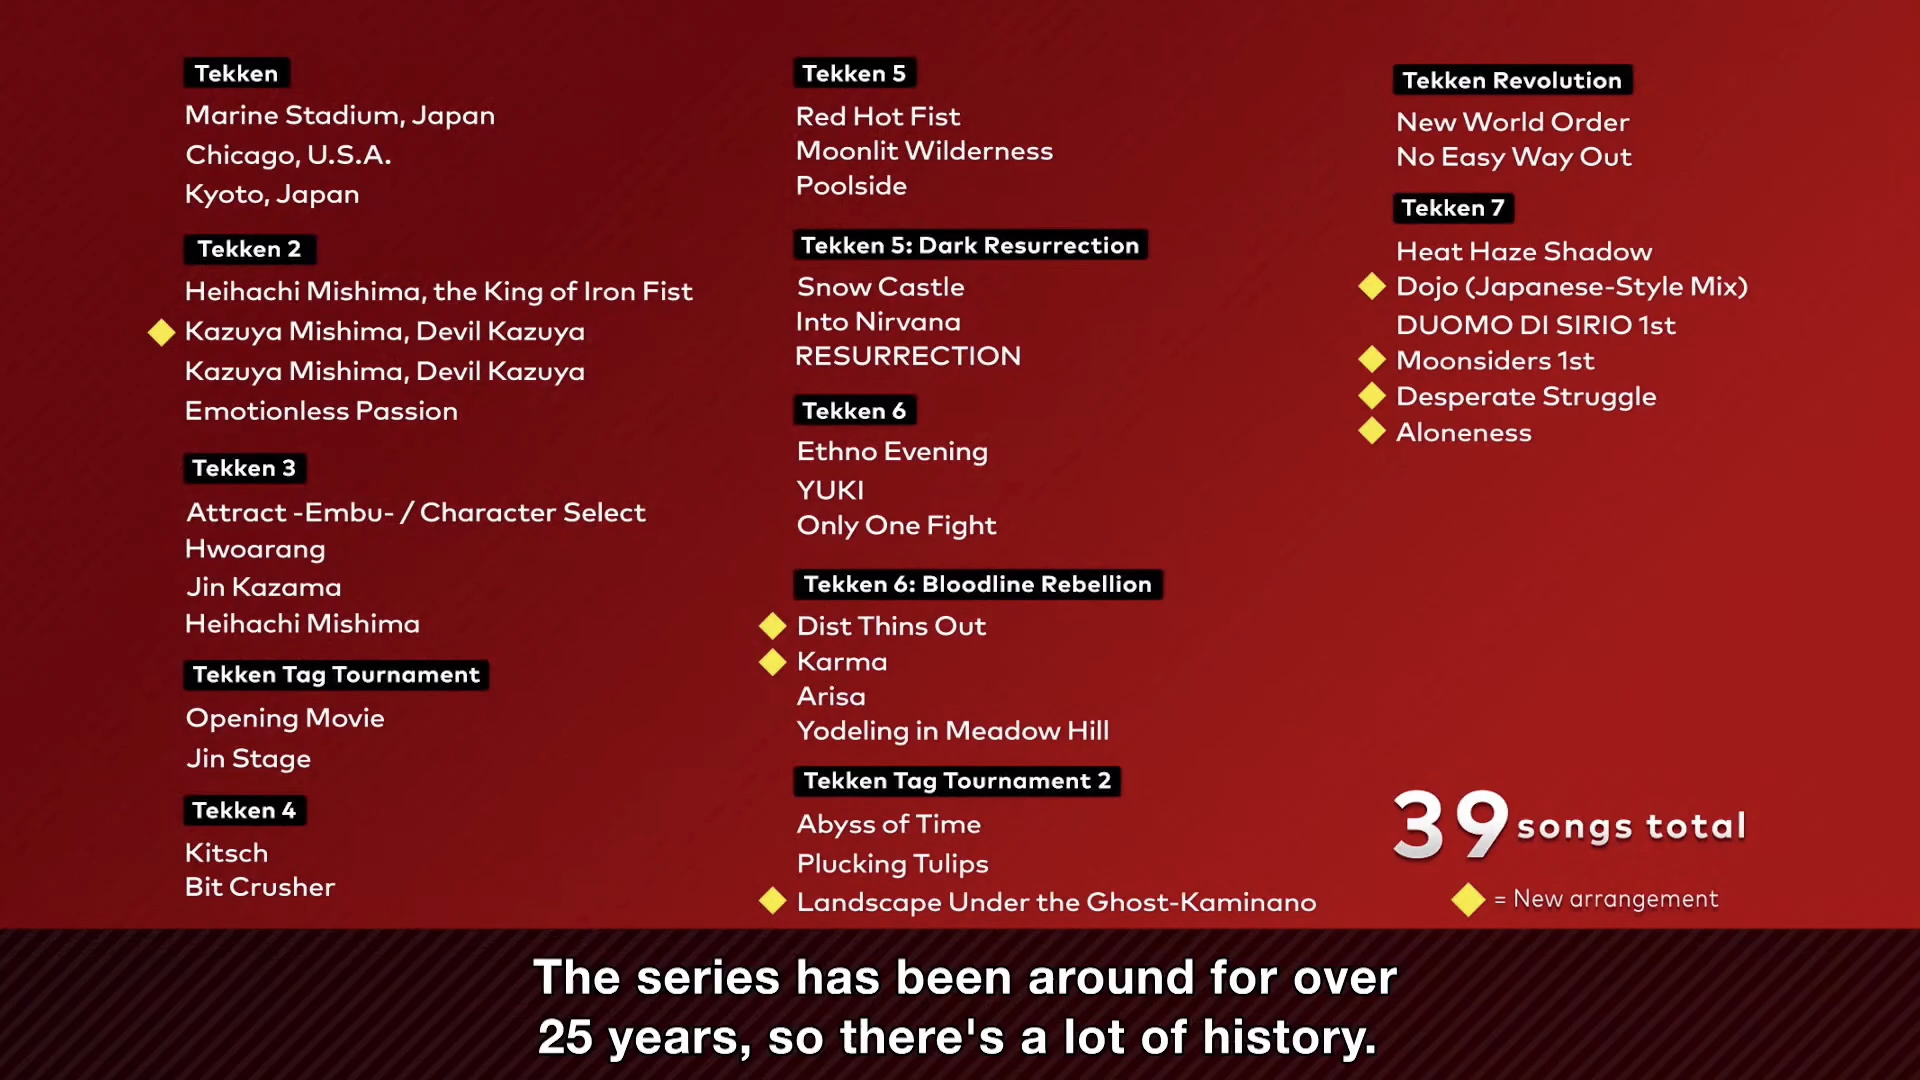 Tekken
Marine Stadium, Japan
Chicago, U.S.A.
Kyoto, Japan
Tekken 2
Heihachi Mishima, the King of Iron Fist
Kazuya Mishima, Devil Kazuya
Kazuya Mishima, Devil Kazuya
Emotionless Passion
Tekken 3
Attract -Embu- / Character Select
Hwoarang
Jin Kazama
Heihachi Mishima
Tekken Tag Tournament
Opening Movie
Jin Stage
Tekken 4
Kitsch
Bit Crusher
Tekken 5
Red Hot Fist
Moonlit Wilderness
Poolside
Tekken 5: Dark Resurrection
Snow Castle
Into Nirvana
RESURRECTION
Tekken 6
Ethno Evening
YUKI
Only One Fight
Tekken 6: Bloodline Rebellion
Dist Thins Out
Karma
Arisa
Yodeling in Meadow Hill
Tekken Tag Tournament 2
Abyss of Time
Plucking Tulips
Landscape Under the Ghost-Kaminano
Tekken Revolution
New World Order
No Easy Way Out
Tekken 7
Heat Haze Shadow
Dojo (Japanese-Style Mix)
DUOMO DI SIRIO 1st
Moonsiders 1st
Desperate Struggle
Aloneness
39 songs total
= New arrangement
The series has been around for over
25 years, so there's a lot of history.